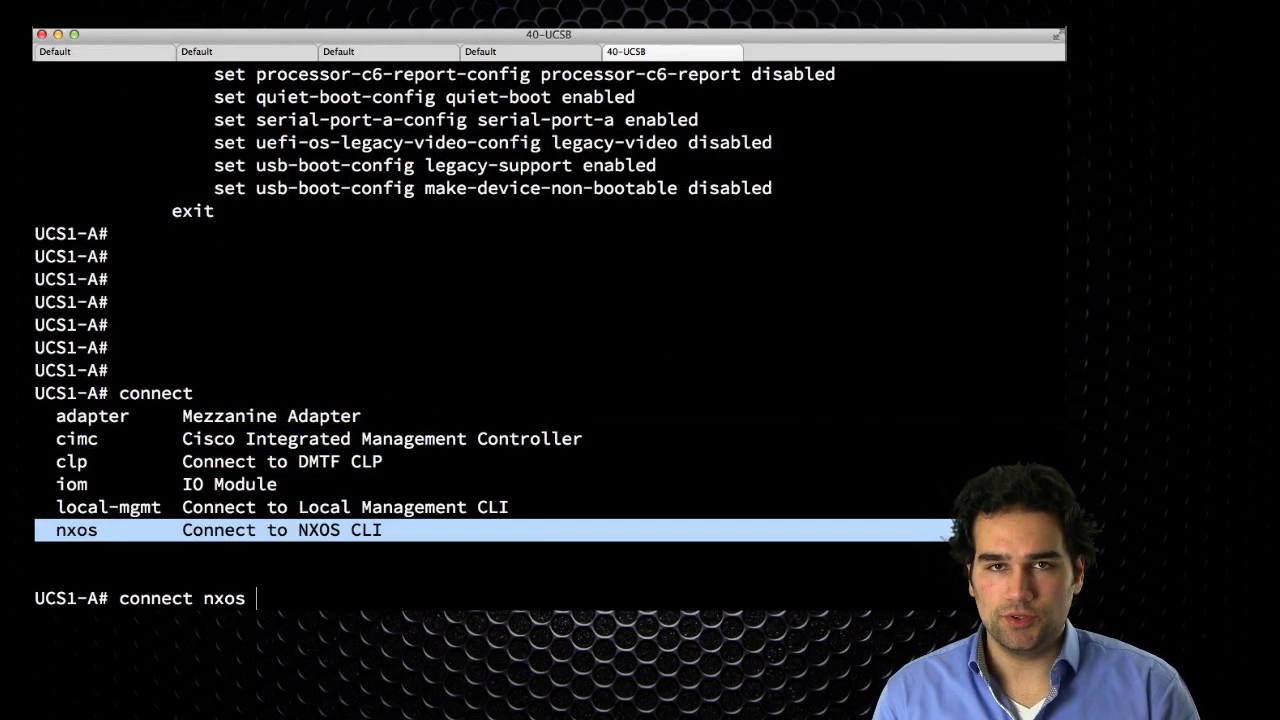 40-UCSB
Default Default Default Default 40-UCSB
set processor-c6-report-config processor-c6-report disabled
set quiet-boot-config quiet-boot enabled
set serial-port-a-config serial-port-a enabled
set uefi-os-legacy-video-config legacy-video disabled
set usb-boot-config legacy-support enabled
set usb-boot-config make-device-non-bootable disabled
exit
UCS1-A#
UCS1-A#
UCS1-A#
UCS1-A#
UCS1-A#
UCS1-A#
UCS1-A#
UCS1-A# connect
adapter Mezzanine Adapter
cimc Cisco Integrated Management Controller
clp Connect to DMTF CLP
iom IO Module
local-mgmt Connect to Local Management CLI
nxos Connect to NXOS CLI
UCS1-A# connect nxos